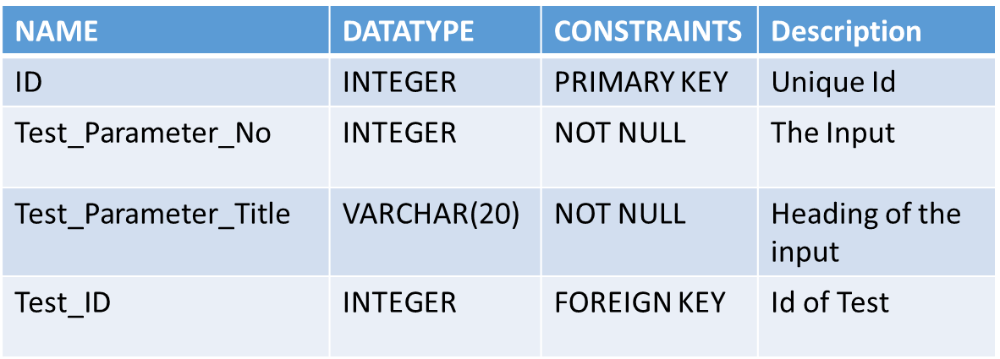 NAME DATATYPE CONSTRAINTS Description
ID INTEGER PRIMARY KEY Unique Id
Test_Parameter_No INTEGER NOT NULL The Input
Test_Parameter_Title VARCHAR(20) NOT NULL Heading of the
input
Test_ID INTEGER FOREIGN KEY Id of Test